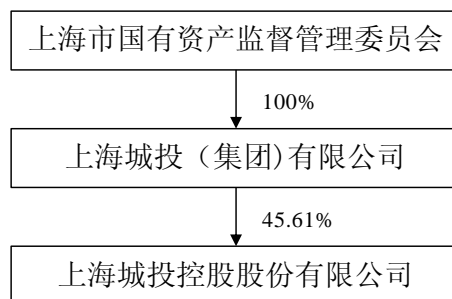 上海市国有资产监督管理委员会
100%
上海城投（集团)有限公司
45.61%
上海城投控股股份有限公司